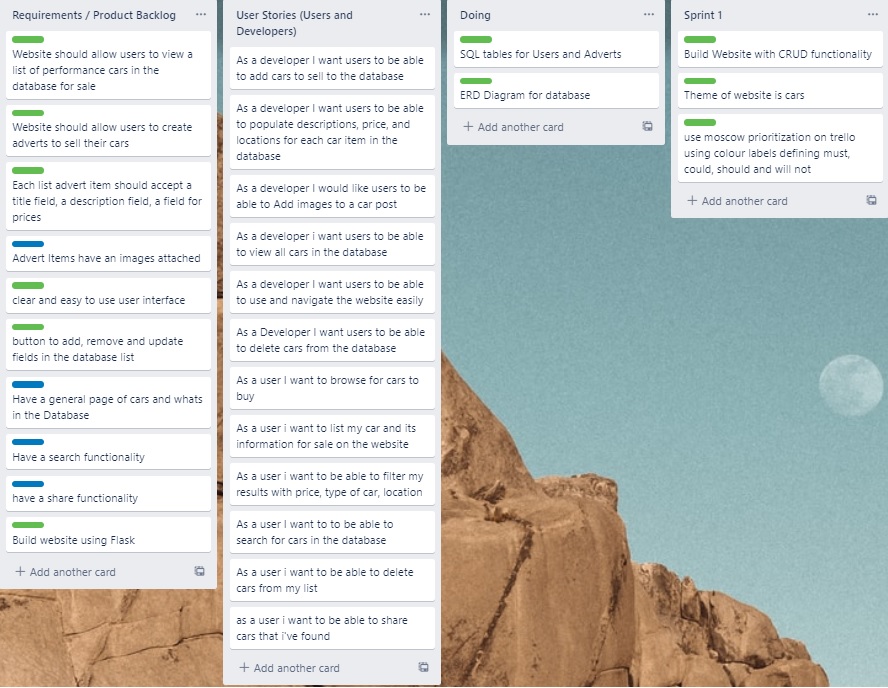 Requirements / Product Backlog
Website should allow users to view a
list of performance cars in the
database for sale
Website should allow users to create
adverts to sell their cars
Each list advert item should accept a
title field, a description field, a field for
prices
Advert Items have an images attached
clear and easy to use user interface
button to add, remove and update
fields in the database list
Have a general page of cars and whats
in the Database
Have a search functionality
have a share functionality
Build website using Flask
+ Add another card
User Stories (Users and
Developers)
As a developer I want users to be able
to add cars to sell to the database
As a developer I want users to be able
to populate descriptions, price, and
locations for each car item in the
database
As a developer I would like users to be
able to Add images to a car post
As a developer i want users to be able
to view all cars in the database
As a developer I want users to be able
to use and navigate the website easily
As a Developer I want users to be able
to delete cars from the database
As a user I want to browse for cars to
buy
As a user i want to list my car and its
information for sale on the website
As a user i want to be able to filter my
results with price, type of car, location
As a user I want to to be able to
search for cars in the database
As a user I want to be able to delete
cars from my list
as a user i want to be able to share
cars that i've found
+ Add another card
Doing
SQL tables for Users and Adverts
ERD Diagram for database
+ Add another card
Sprint 1
Build Website with CRUD functionality
Theme of website is cars
use moscow prioritization on trello
using colour labels defining must,
could, should and will not
+ Add another card